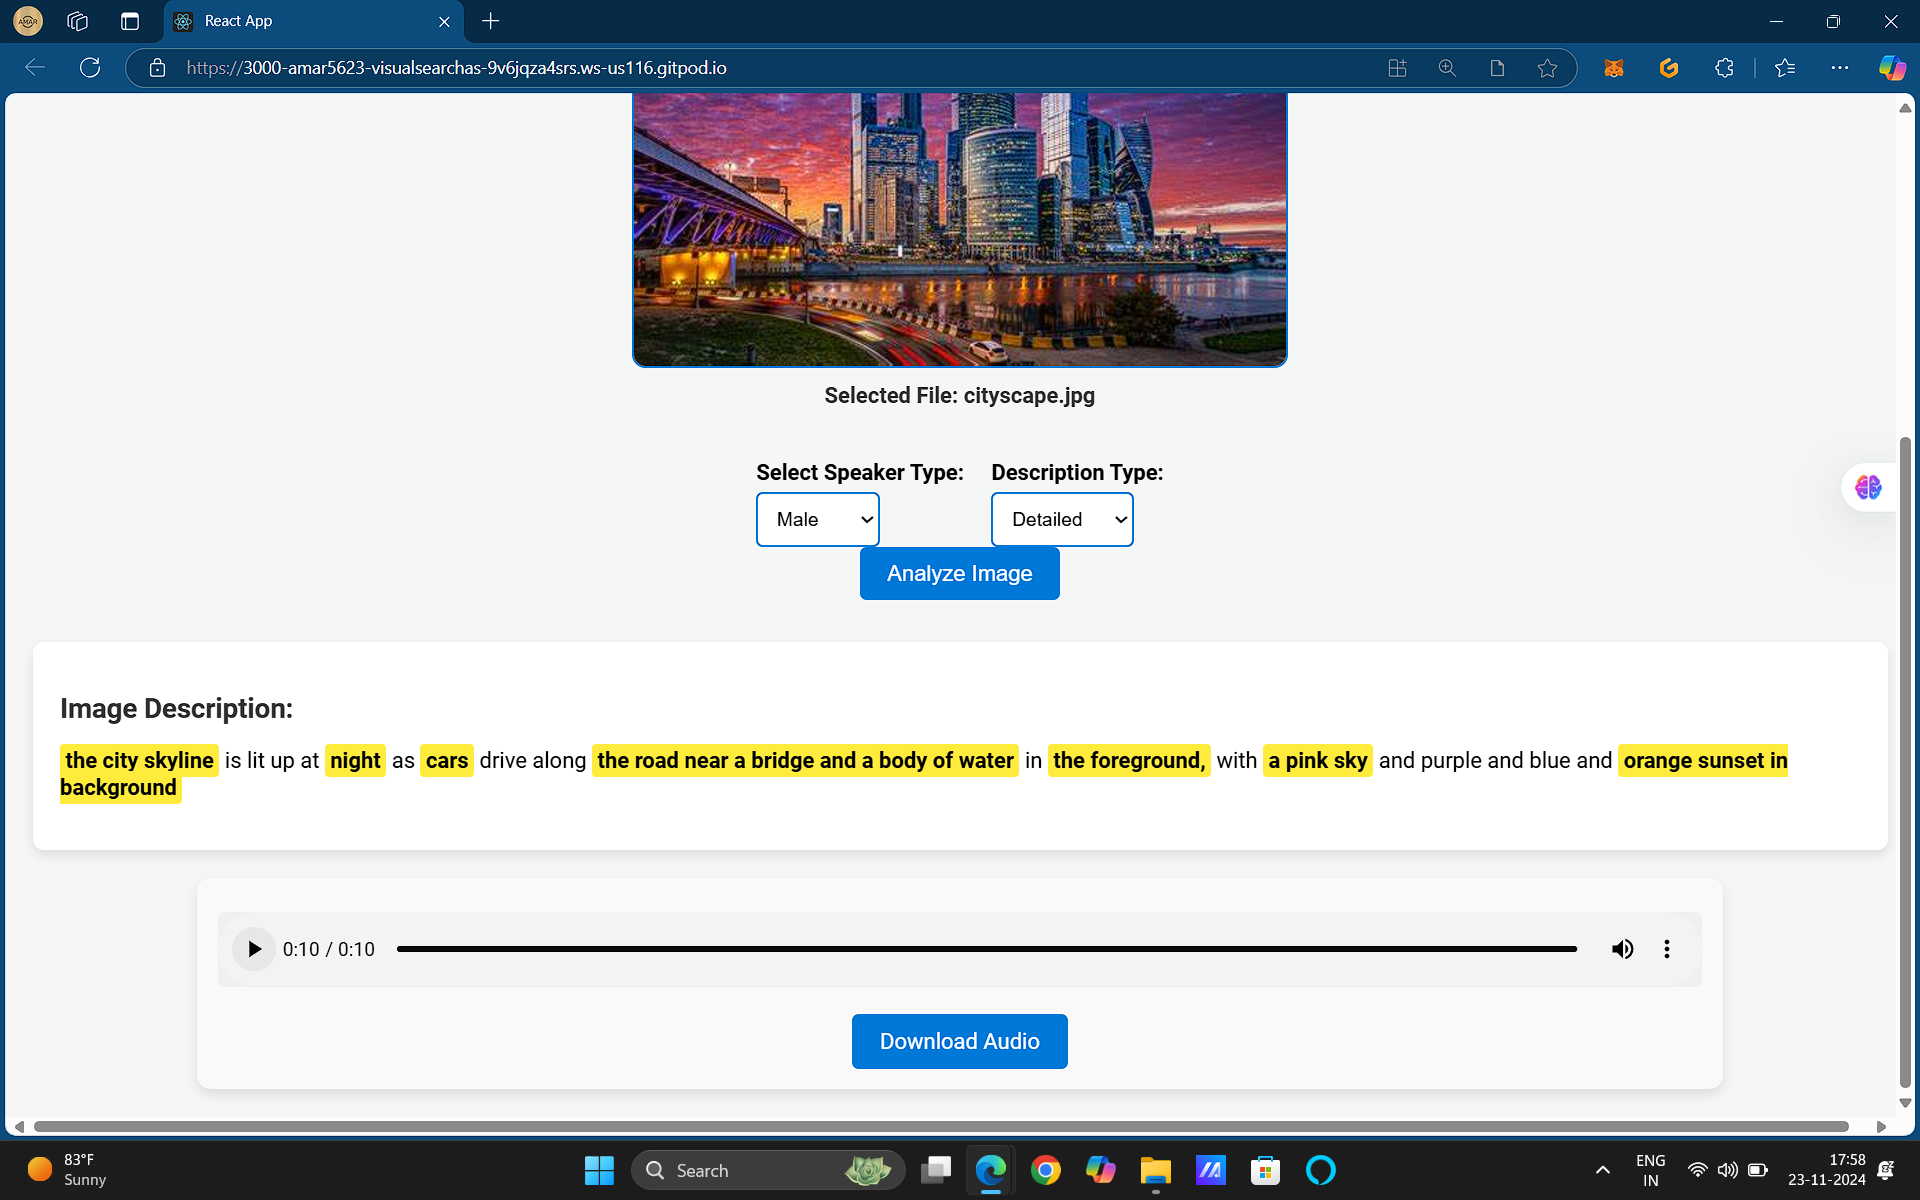 AMAR
React App
https://3000-amar5623-visualsearchas-9v6jqza4srs.ws-us116.gitpod.io
Selected File: cityscape.jpg
Select Speaker Type: Description Type:
Male Detailed
Analyze Image
Image Description:
the city skyline is lit up at night as cars drive along the road near a bridge and a body of water in the foreground, with a pink sky and purple and blue and orange sunset in
background
0:10 / 0:10
Download Audio
83°F
Sunny
Search
ENG
IN
17:58
23-11-2024